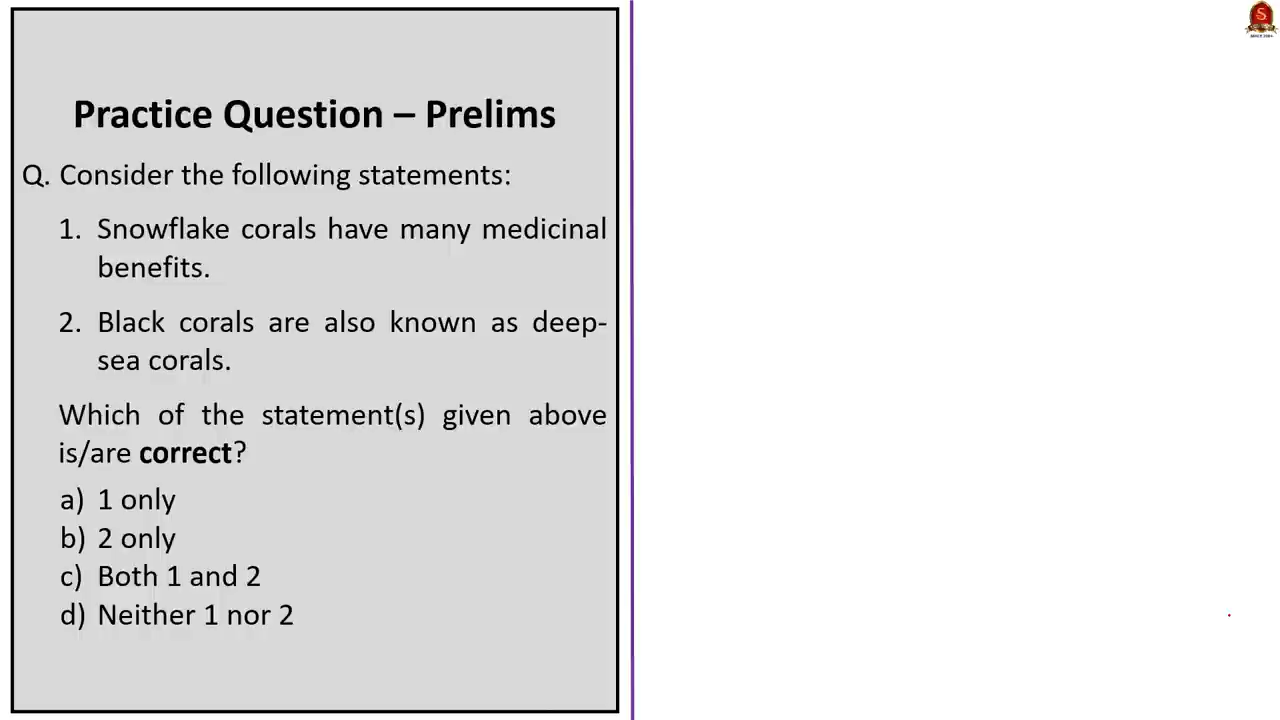 Practice Question – Prelims
Q. Consider the following statements:
1. Snowflake corals have many medicinal
benefits.
2. Black corals are also known as deep-
sea corals.
Which of the statement(s) given above
is/are correct?
a) 1 only
b) 2 only
c) Both 1 and 2
d) Neither 1 nor 2
S